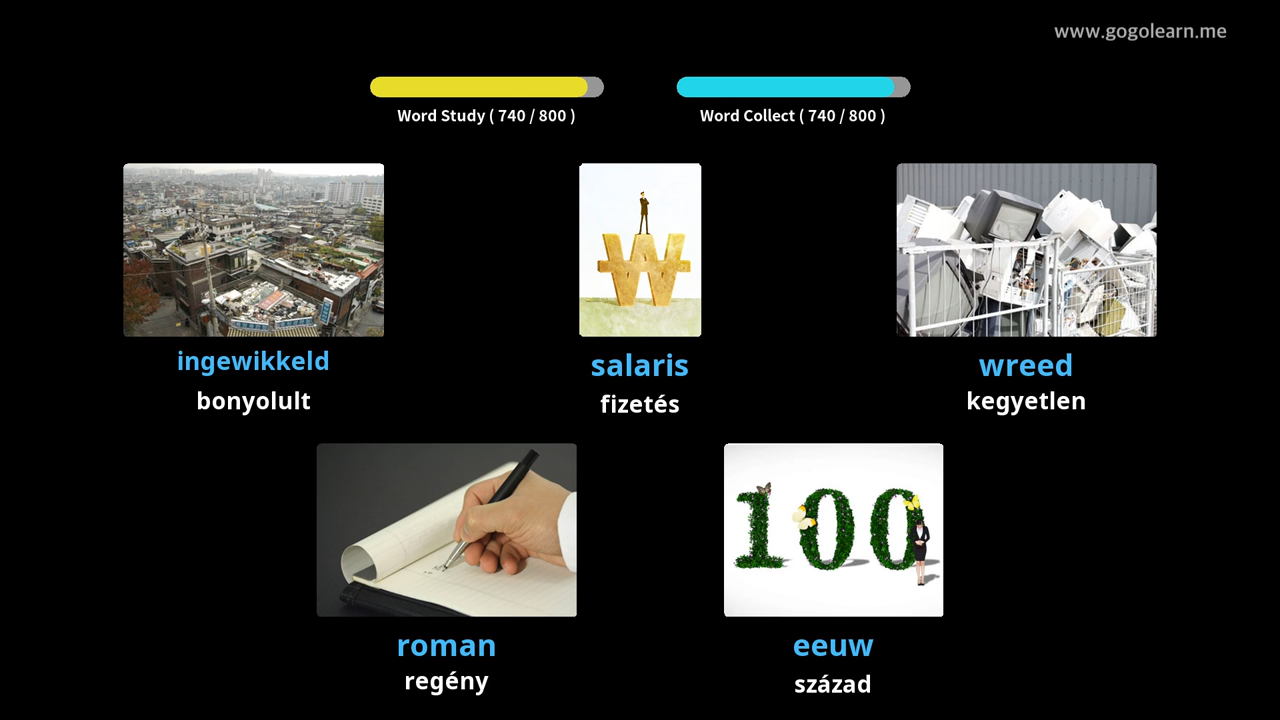 www.gogolearn.me
Word Study ( 740 / 800 )
Word Collect ( 740 / 800 )
ingewikkeld
bonyolult
salaris
fizetés
wreed
kegyetlen
roman
regény
eeuw
század